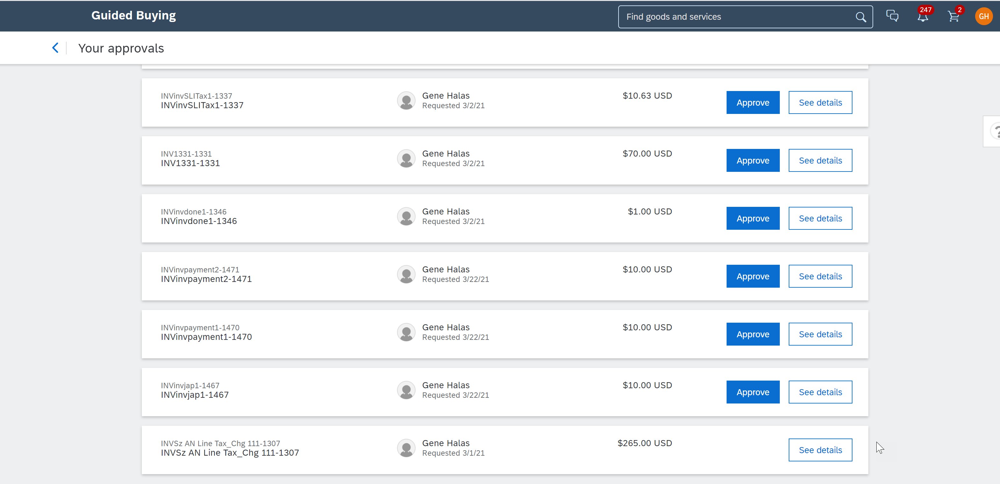 Guided Buying
Find goods and services
247
2
GH
Your approvals
INVinvSLITax1-1337
INVinvSLITax1-1337
Gene Halas
Requested 3/2/21
$10.63 USD
Approve
See details
INV1331-1331
INV1331-1331
Gene Halas
Requested 3/2/21
$70.00 USD
Approve
See details
INVinvdone1-1346
INVinvdone1-1346
Gene Halas
Requested 3/2/21
$1.00 USD
Approve
See details
INVinvpayment2-1471
INVinvpayment2-1471
Gene Halas
Requested 3/22/21
$10.00 USD
Approve
See details
INVinvpayment1-1470
INVinvpayment1-1470
Gene Halas
Requested 3/22/21
$10.00 USD
Approve
See details
INVinvjap1-1467
INVinvjap1-1467
Gene Halas
Requested 3/22/21
$10.00 USD
Approve
See details
INVSz AN Line Tax_Chg 111-1307
INVSz AN Line Tax_Chg 111-1307
Gene Halas
Requested 3/1/21
$265.00 USD
See details